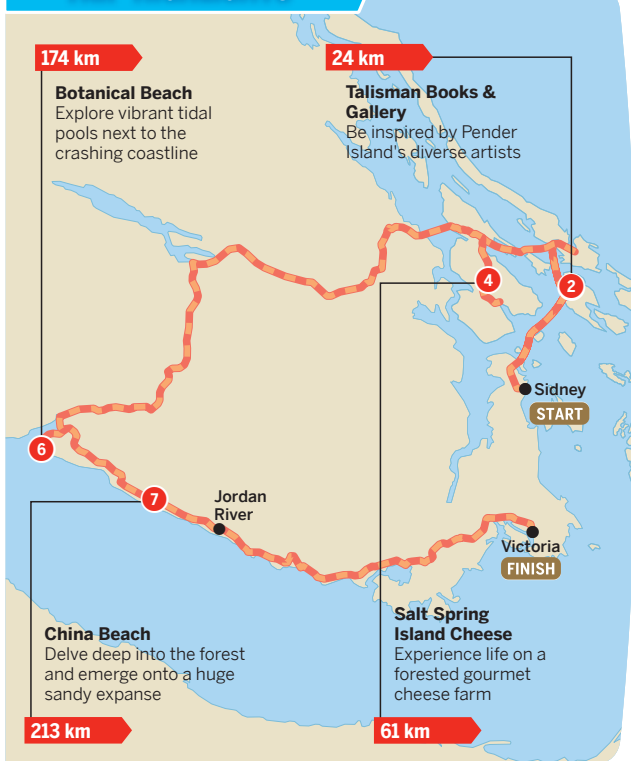 174 km
Botanical Beach
Explore vibrant tidal
pools next to the
crashing coastline
24 km
Talisman Books &
Gallery
Be inspired by Pender
Island's diverse artists
4
2
Sidney
START
6
7
Jordan
River
Victoria
FINISH
China Beach
Delve deep into the forest
and emerge onto a huge
sandy expanse
213 km
Salt Spring
Island Cheese
Experience life on a
forested gourmet
cheese farm
61 km